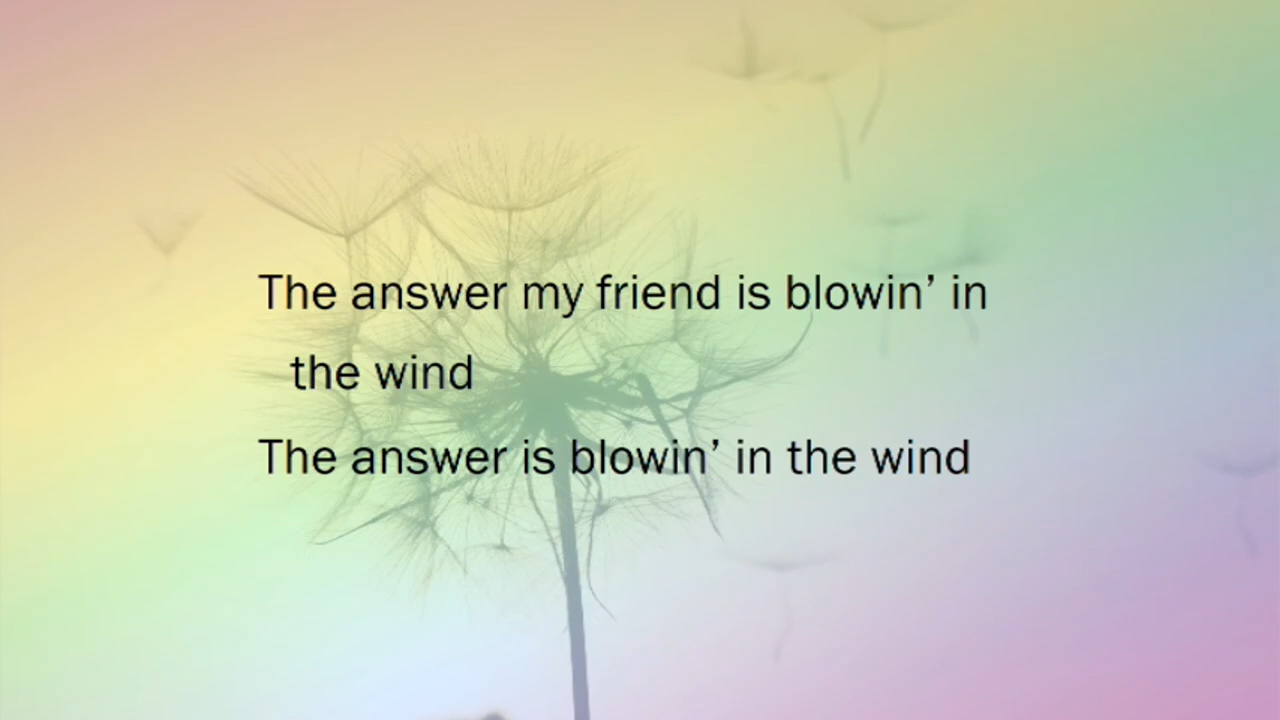 The answer my friend is blowin’ in
the wind
The answer is blowin’ in the wind